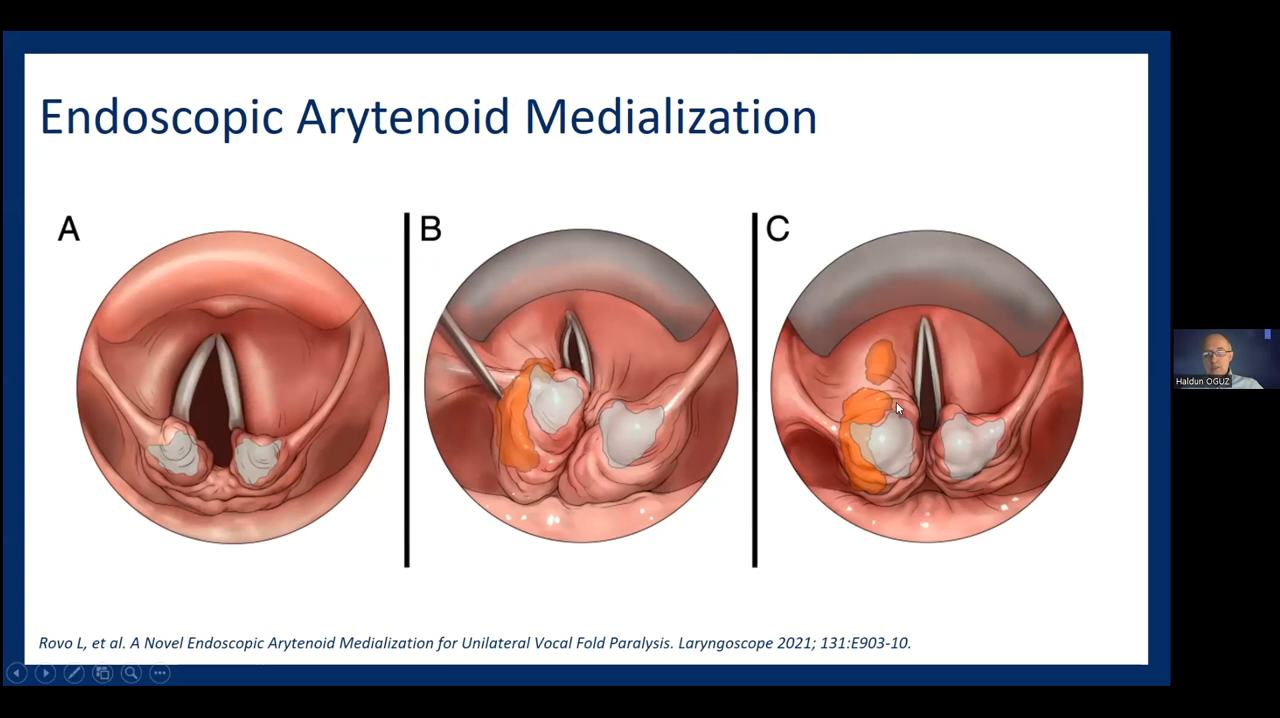 Endoscopic Arytenoid Medialization
A
B
C
Haldun OGUZ
Rovo L, et al. A Novel Endoscopic Arytenoid Medialization for Unilateral Vocal Fold Paralysis. Laryngoscope 2021; 131:E903-10.